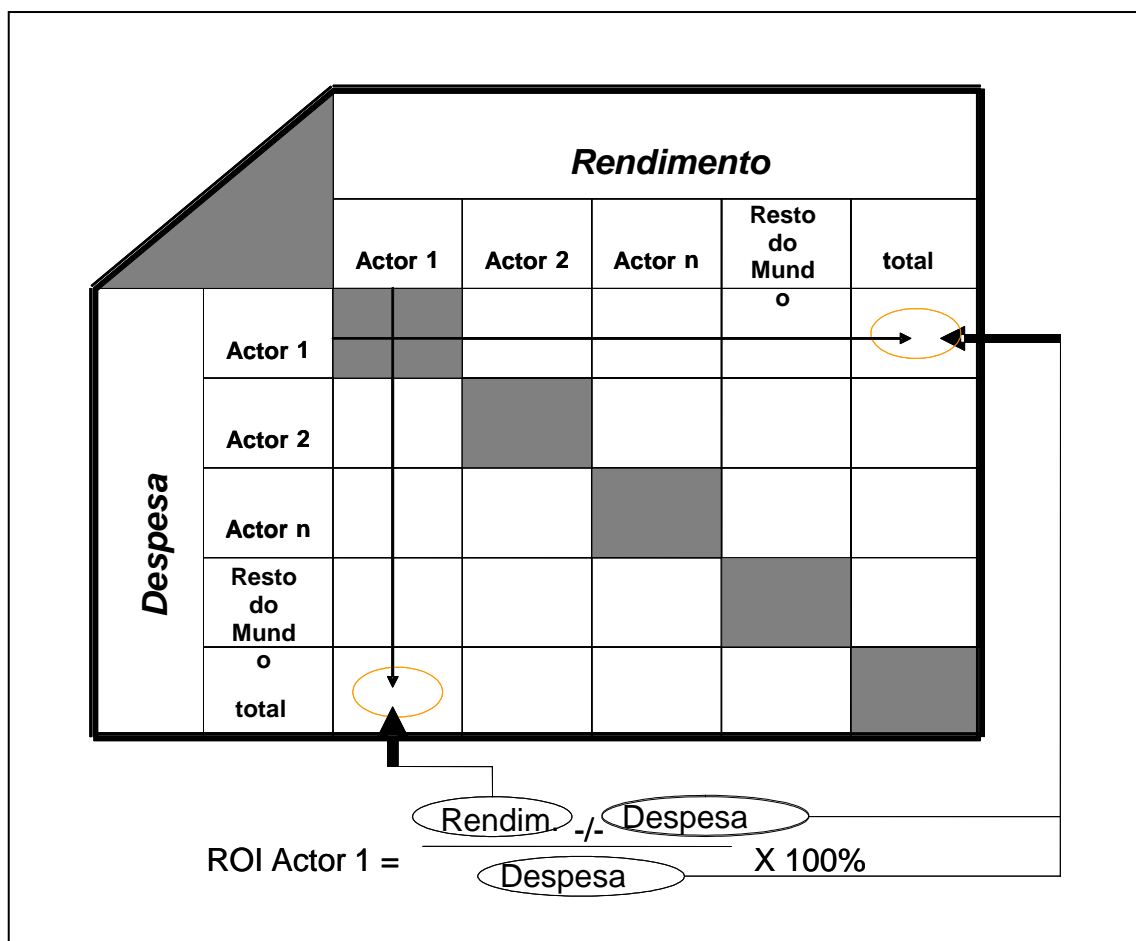 Rendimento
Resto
do
Mund
o
Actor 1
Actor 2
Actor n
total
Despesa
Actor 1
Actor 2
Actor n
Resto
do
Mund
o
total
Rendim. -/- Despesa
ROI Actor 1 =
X 100%
Despesa